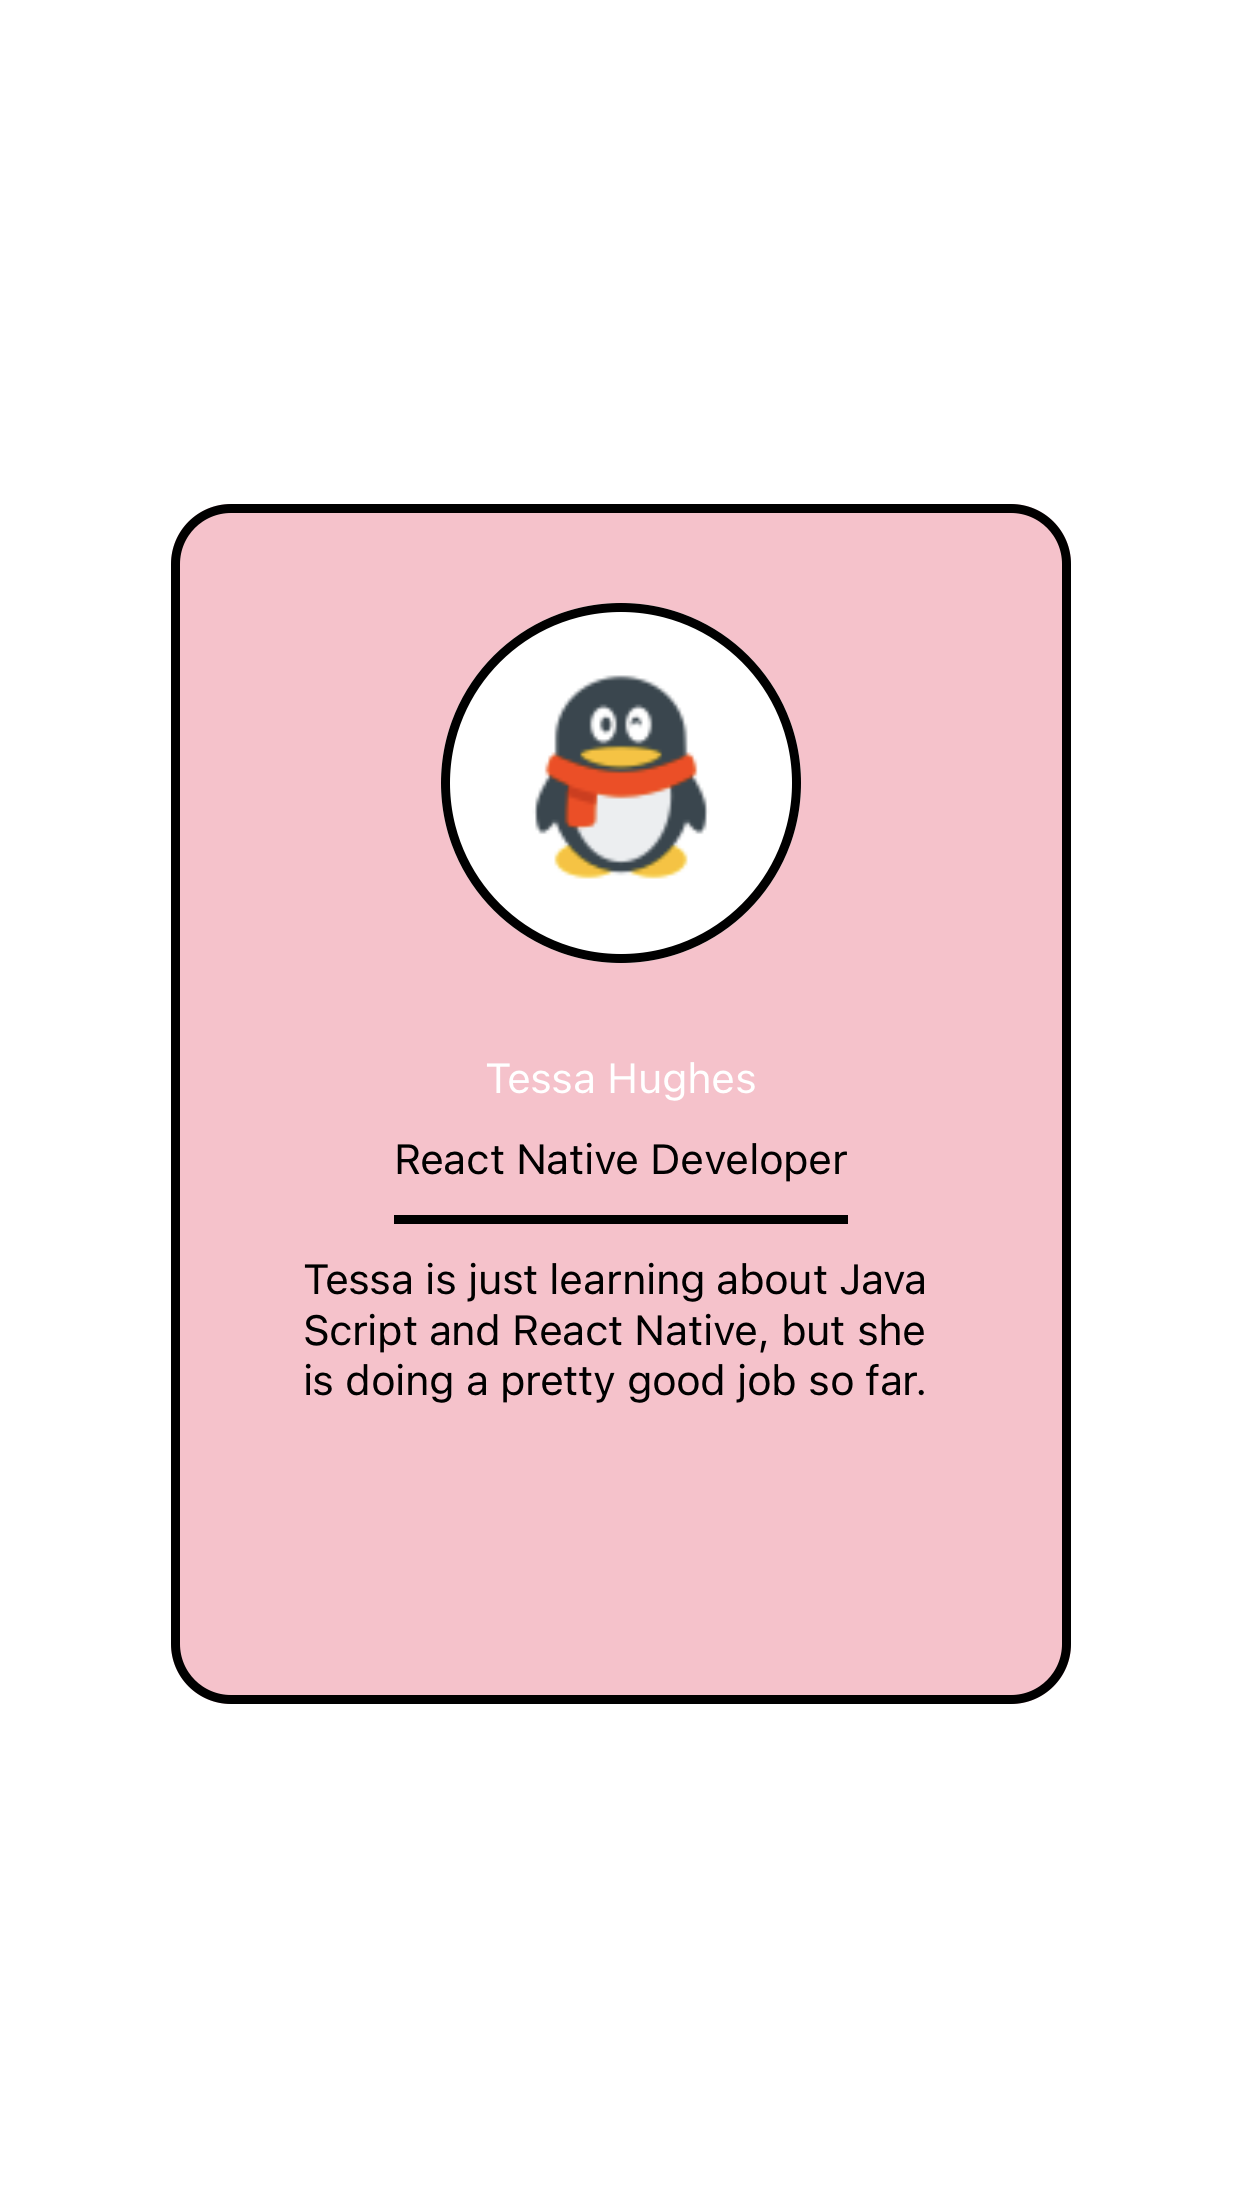 Tessa Hughes
React Native Developer
Tessa is just learning about Java
Script and React Native, but she
is doing a pretty good job so far.